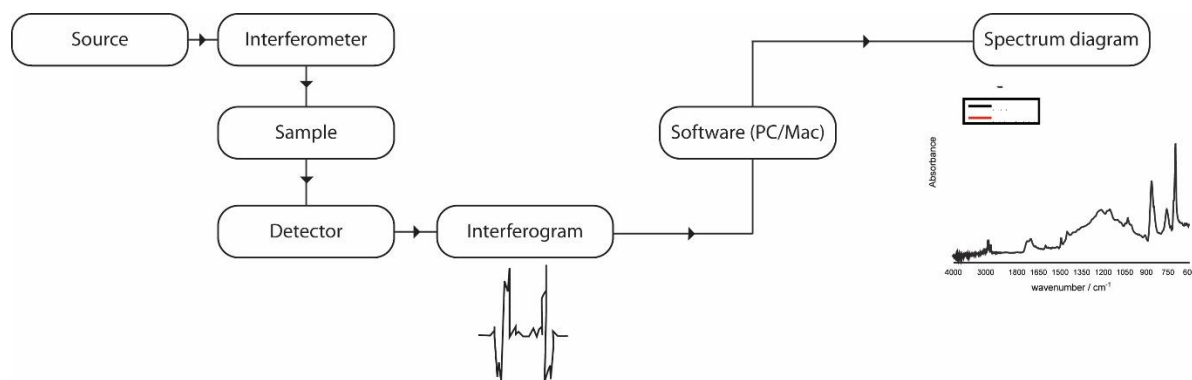 Source
Interferometer
Spectrum diagram
Sample
Software (PC/Mac)
Detector
Interferogram
Absorbance
4000 3000 1800 1650 1500 1350 1200 1050 900 750
wavenumber / cm⁻¹